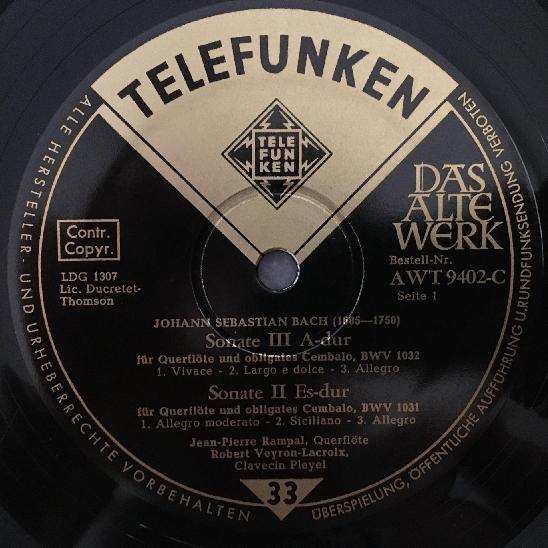 TELEFUNKEN
TELE
FUN
KEN
DAS
ALTE
WERK
Contr.
Copyr.
LDG 1307
Lic. Ducretet-
Thomson
Bestell-Nr.
AWT 9402-C
Seite 1
JOHANN SEBASTIAN BACH (1685—1750)
Sonate III A-dur
für Querflöte und obligates Cembalo, BWV 1032
1. Vivace - 2. Largo e dolce - 3. Allegro
Sonate II Es-dur
für Querflöte und obligates Cembalo, BWV 1031
1. Allegro moderato - 2. Siciliano - 3. Allegro
Jean-Pierre Rampal, Querflöte
Robert Veyron-Lacroix,
Clavecin Pleyel
33
ALLE HERSTELLER- UND URHEBERRECHTE VORBEHALTEN
ÜBERSPIELUNG, ÖFFENTLICHE AUFFÜHRUNG U. RUNDFUNKSENDUNG VERBOTEN